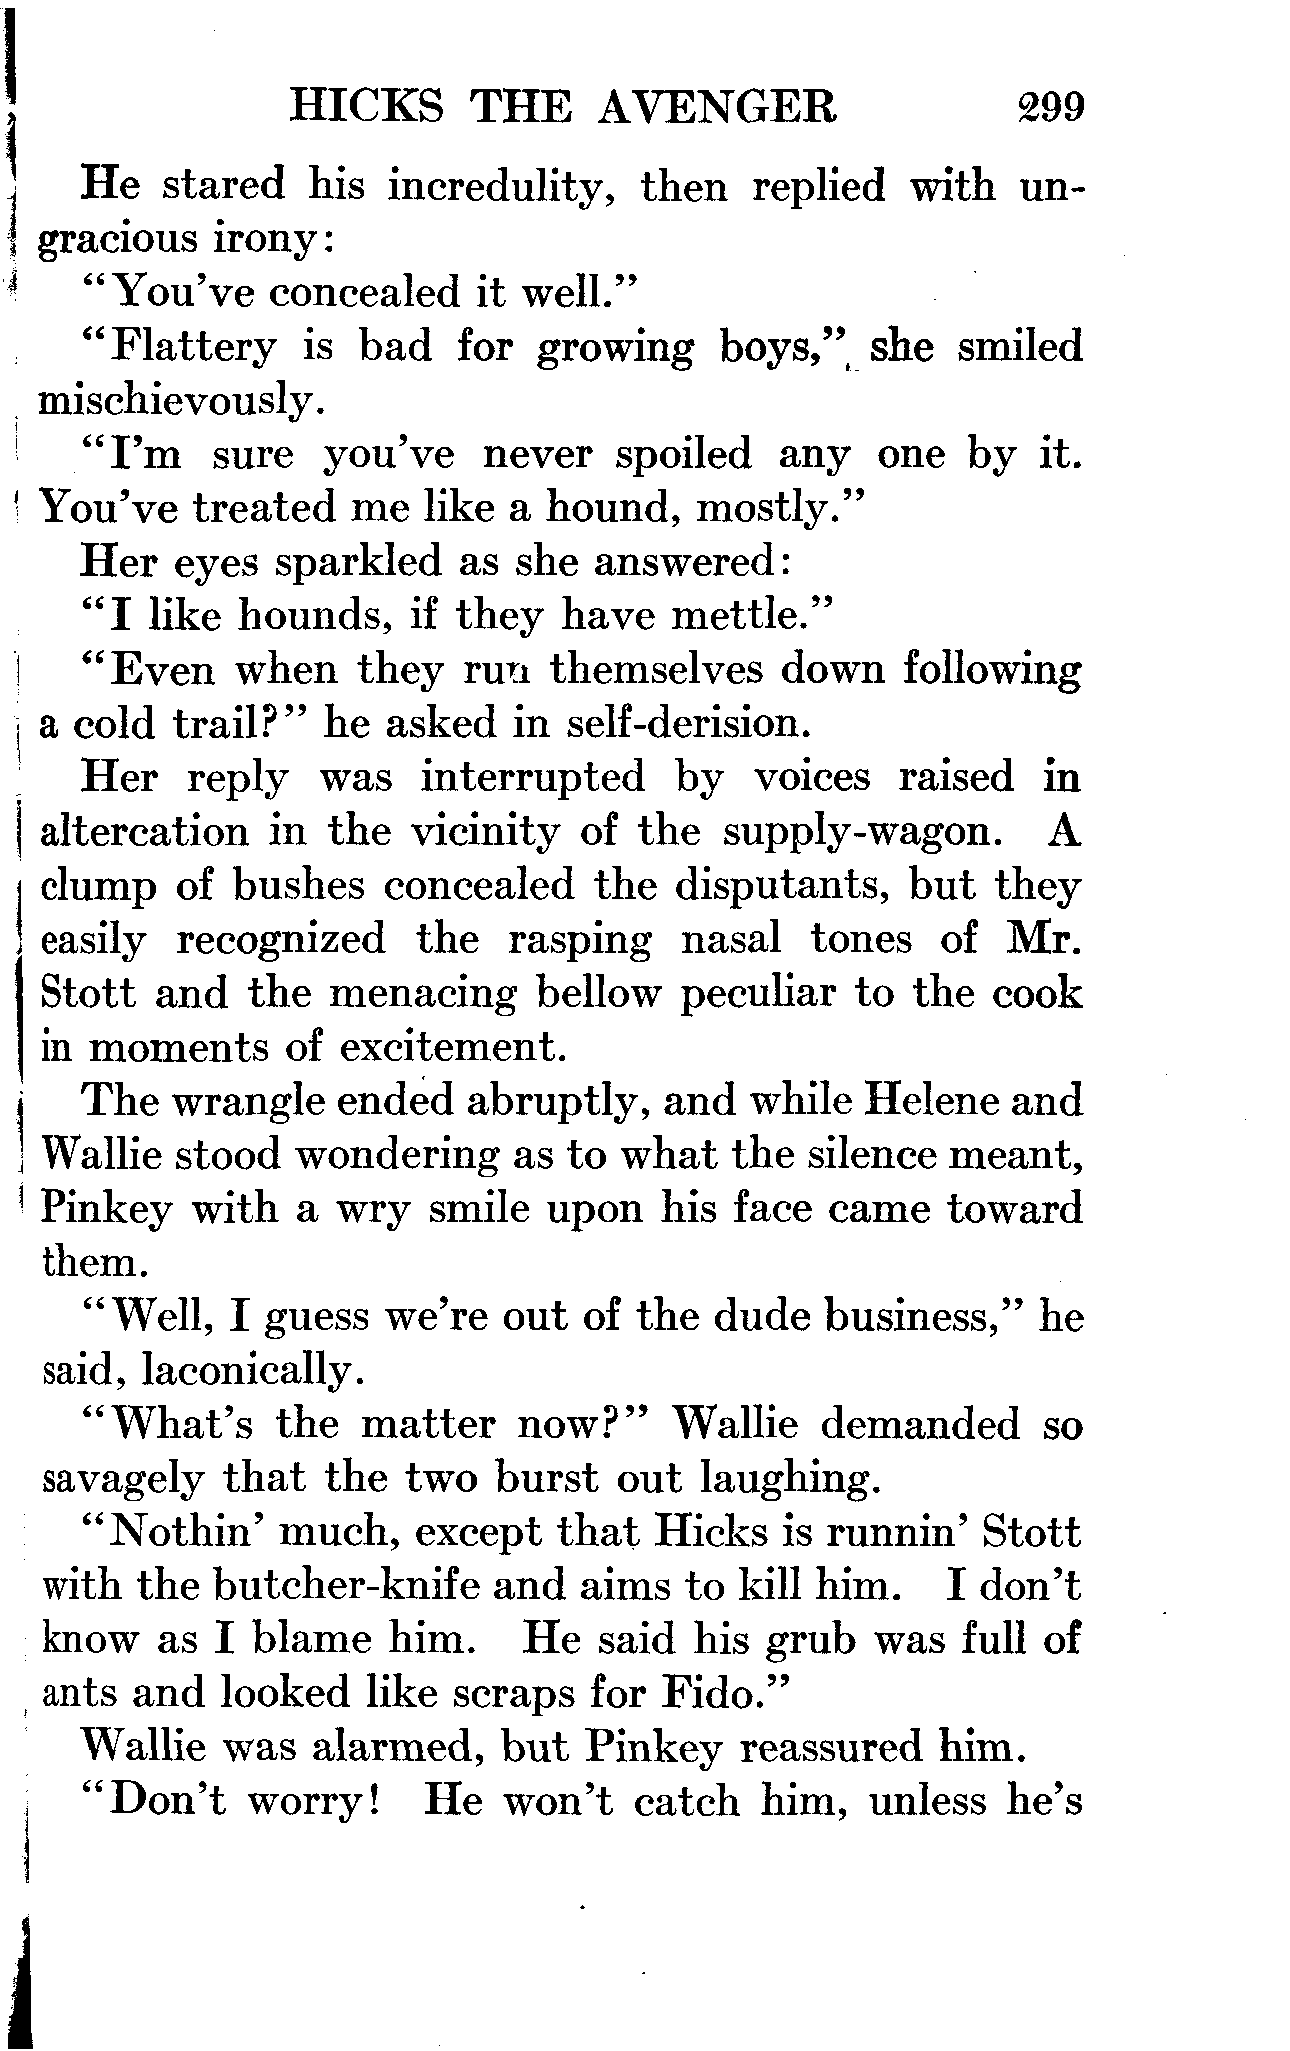 HICKS THE AVENGER 299
He stared his incredulity, then replied with un-
gracious irony:
“You’ve concealed it well.”
“Flattery is bad for growing boys,” she smiled
mischievously.
“I’m sure you’ve never spoiled any one by it.
You’ve treated me like a hound, mostly.”
Her eyes sparkled as she answered:
“I like hounds, if they have mettle.”
“Even when they run themselves down following
a cold trail?” he asked in self-derision.
Her reply was interrupted by voices raised in
altercation in the vicinity of the supply-wagon. A
clump of bushes concealed the disputants, but they
easily recognized the rasping nasal tones of Mr.
Stott and the menacing bellow peculiar to the cook
in moments of excitement.
The wrangle ended abruptly, and while Helene and
Wallie stood wondering as to what the silence meant,
Pinkey with a wry smile upon his face came toward
them.
“Well, I guess we’re out of the dude business,” he
said, laconically.
“What’s the matter now?” Wallie demanded so
savagely that the two burst out laughing.
“Nothin’ much, except that Hicks is runnin’ Stott
with the butcher-knife and aims to kill him. I don’t
know as I blame him. He said his grub was full of
ants and looked like scraps for Fido.”
Wallie was alarmed, but Pinkey reassured him.
“Don’t worry! He won’t catch him, unless he’s